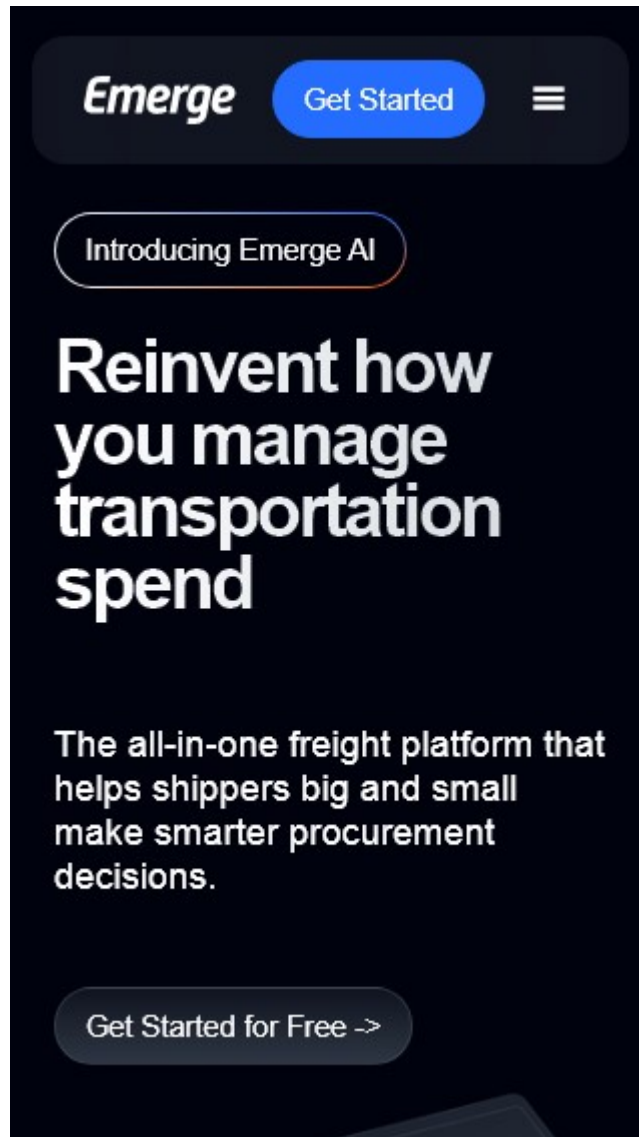 Emerge
Get Started
Introducing Emerge AI
Reinvent how
you manage
transportation
spend
The all-in-one freight platform that
helps shippers big and small
make smarter procurement
decisions.
Get Started for Free ->